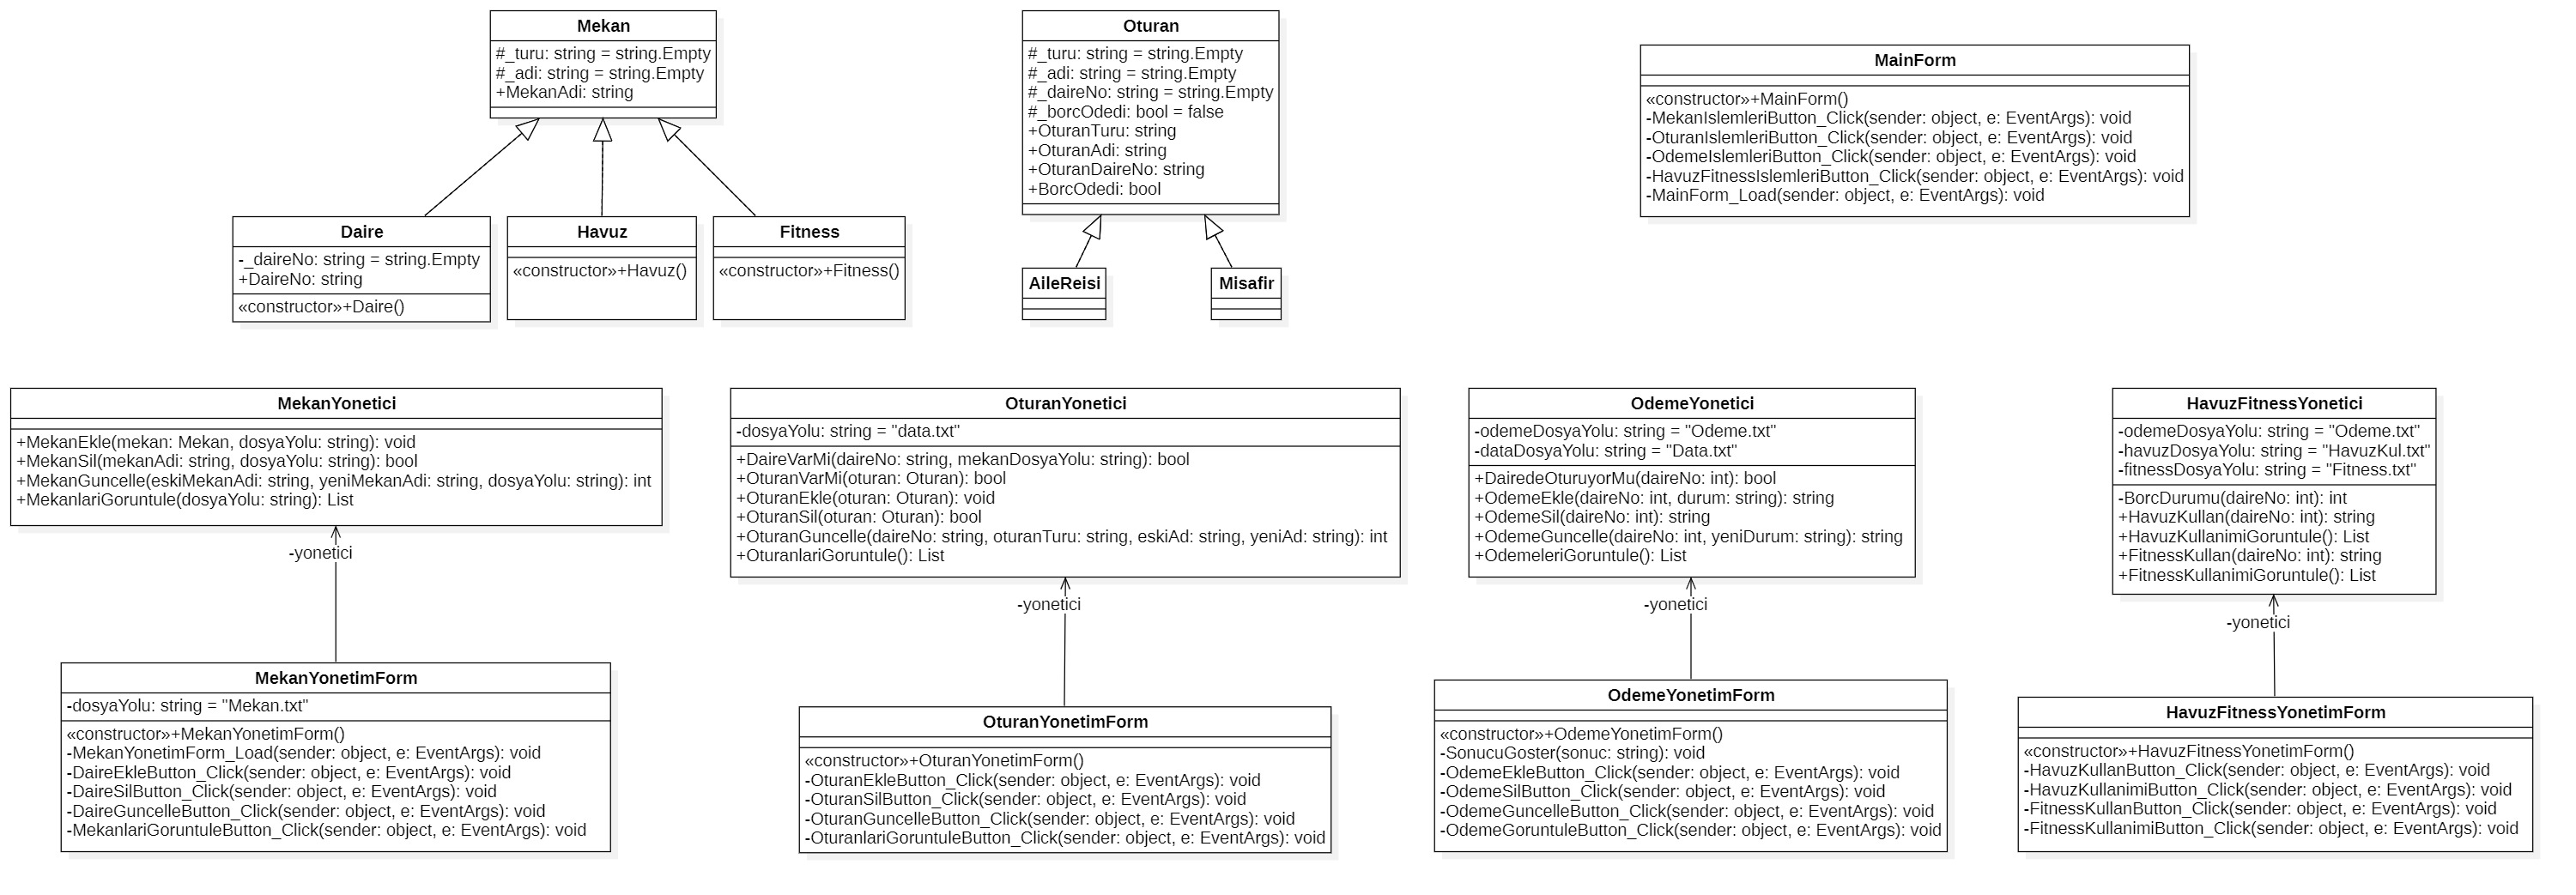 Mekan
#_turu: string = string.Empty
#_adi: string = string.Empty
+MekanAdi: string
Oturan
#_turu: string = string.Empty
#_adi: string = string.Empty
#_daireNo: string = string.Empty
#_borcOdedi: bool = false
+OturanTuru: string
+OturanAdi: string
+OturanDaireNo: string
+BorcOdedi: bool
MainForm
«constructor»+MainForm()
-MekanIslemleriButton_Click(sender: object, e: EventArgs): void
-OturanIslemleriButton_Click(sender: object, e: EventArgs): void
-OdemeIslemleriButton_Click(sender: object, e: EventArgs): void
-HavuzFitnessIslemleriButton_Click(sender: object, e: EventArgs): void
-MainForm_Load(sender: object, e: EventArgs): void
Daire
-_daireNo: string = string.Empty
+DaireNo: string
«constructor»+Daire()
Havuz
«constructor»+Havuz()
Fitness
«constructor»+Fitness()
AileReisi
Misafir
MekanYonetici
+MekanEkle(mekan: Mekan, dosyaYolu: string): void
+MekanSil(mekanAdi: string, dosyaYolu: string): bool
+MekanGuncelle(eskiMekanAdi: string, yeniMekanAdi: string, dosyaYolu: string): int
+MekanlariGoruntule(dosyaYolu: string): List
OturanYonetici
-dosyaYolu: string = "data.txt"
+DaireVarMi(daireNo: string, mekanDosyaYolu: string): bool
+OturanVarMi(oturan: Oturan): bool
+OturanEkle(oturan: Oturan): void
+OturanSil(oturan: Oturan): bool
+OturanGuncelle(daireNo: string, oturanTuru: string, eskiAd: string, yeniAd: string): int
+OturanlariGoruntule(): List
OdemeYonetici
-odemeDosyaYolu: string = "Odeme.txt"
-dataDosyaYolu: string = "Data.txt"
+DairedeOturuyorMu(daireNo: int): bool
+OdemeEkle(daireNo: int, durum: string): string
+OdemeSil(daireNo: int): string
+OdemeGuncelle(daireNo: int, yeniDurum: string): string
+OdemeleriGoruntule(): List
HavuzFitnessYonetici
-odemeDosyaYolu: string = "Odeme.txt"
-havuzDosyaYolu: string = "HavuzKul.txt"
-fitnessDosyaYolu: string = "Fitness.txt"
-BorcDurumu(daireNo: int): int
+HavuzKullan(daireNo: int): string
+HavuzKullanimiGoruntule(): List
+FitnessKullan(daireNo: int): string
+FitnessKullanimiGoruntule(): List
-yonetici
-yonetici
-yonetici
-yonetici
MekanYonetimForm
-dosyaYolu: string = "Mekan.txt"
«constructor»+MekanYonetimForm()
-MekanYonetimForm_Load(sender: object, e: EventArgs): void
-DaireEkleButton_Click(sender: object, e: EventArgs): void
-DaireSilButton_Click(sender: object, e: EventArgs): void
-DaireGuncelleButton_Click(sender: object, e: EventArgs): void
-MekanlariGoruntuleButton_Click(sender: object, e: EventArgs): void
OturanYonetimForm
«constructor»+OturanYonetimForm()
-OturanEkleButton_Click(sender: object, e: EventArgs): void
-OturanSilButton_Click(sender: object, e: EventArgs): void
-OturanGuncelleButton_Click(sender: object, e: EventArgs): void
-OturanlariGoruntuleButton_Click(sender: object, e: EventArgs): void
OdemeYonetimForm
«constructor»+OdemeYonetimForm()
-SonucuGoster(sonuc: string): void
-OdemeEkleButton_Click(sender: object, e: EventArgs): void
-OdemeSilButton_Click(sender: object, e: EventArgs): void
-OdemeGuncelleButton_Click(sender: object, e: EventArgs): void
-OdemeGoruntuleButton_Click(sender: object, e: EventArgs): void
HavuzFitnessYonetimForm
«constructor»+HavuzFitnessYonetimForm()
-HavuzKullanButton_Click(sender: object, e: EventArgs): void
-HavuzKullanimiButton_Click(sender: object, e: EventArgs): void
-FitnessKullanButton_Click(sender: object, e: EventArgs): void
-FitnessKullanimiButton_Click(sender: object, e: EventArgs): void